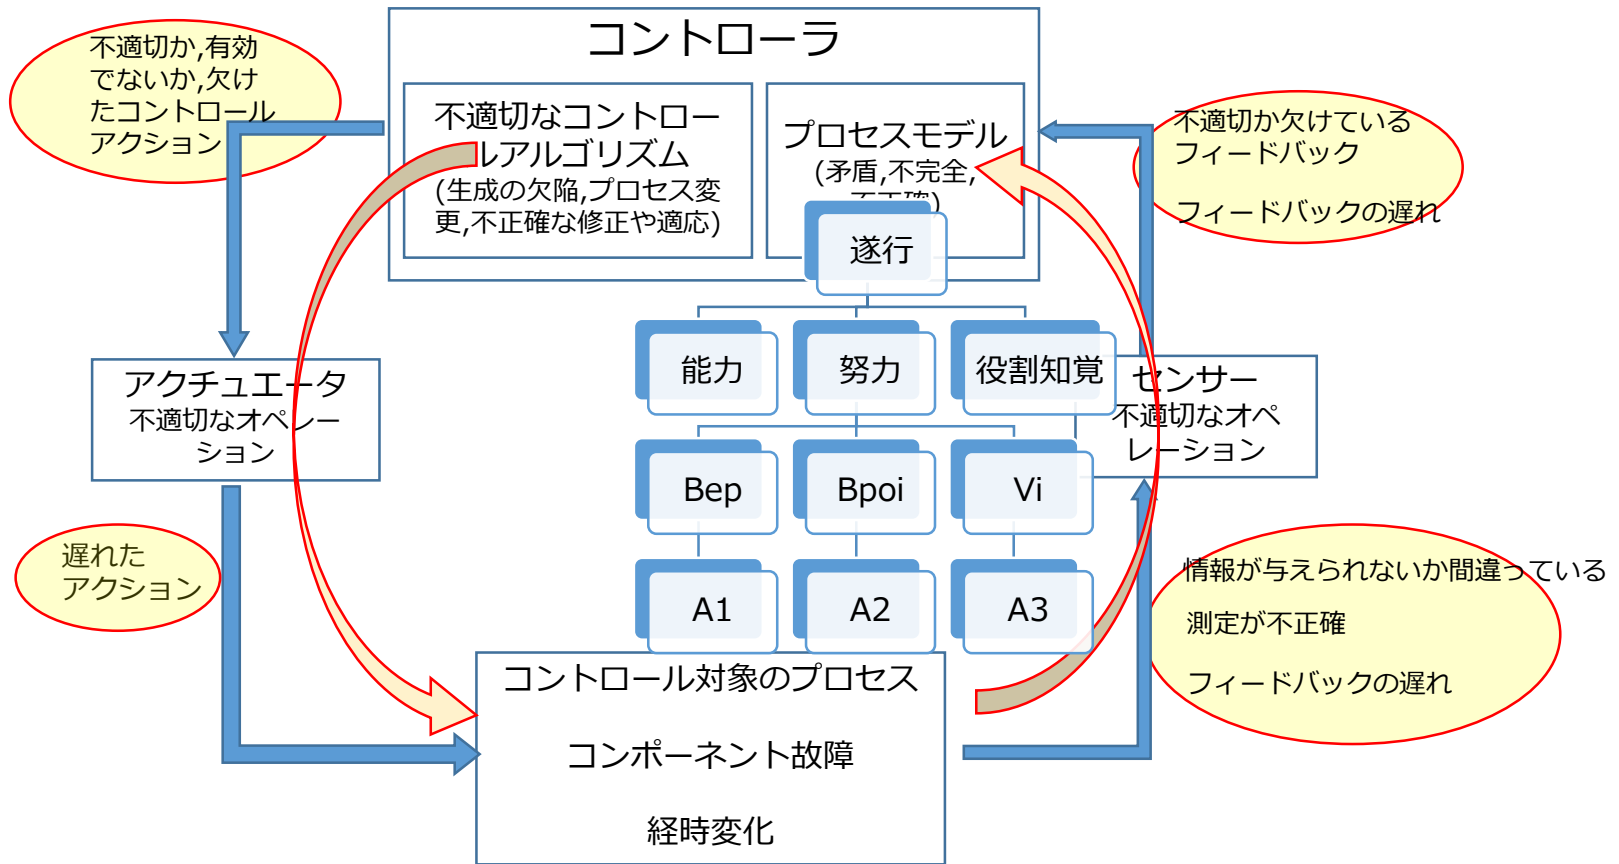 コントローラ
不適切か,有効
でないか,欠け
たコントロール
アクション
不適切なコントロー
ルアルゴリズム
(生成の欠陥,プロセス変
更,不正確な修正や適応)
プロセスモデル
(矛盾,不完全,
不正確)
不適切か欠けている
フィードバック
フィードバックの遅れ
遂行
能力
努力
役割知覚
アクチュエータ
不適切なオペレー
ション
センサー
不適切なオペ
レーション
Bep
Bpoi
Vi
遅れた
アクション
A1
A2
A3
情報が与えられないか間違っている
測定が不正確
フィードバックの遅れ
コントロール対象のプロセス
コンポーネント故障
経時変化